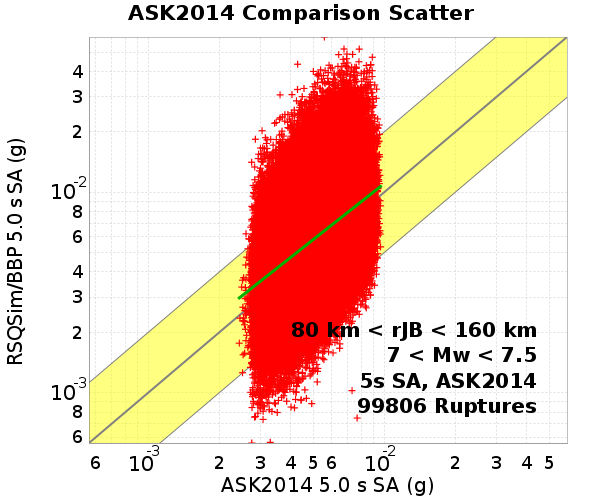 ASK2014 Comparison Scatter
RSQSim/BBP 5.0 s SA (g)
4
3
2
10-2
8
6
4
3
2
10-3
8
6
80 km < rJB < 160 km
7 < Mw < 7.5
5s SA, ASK2014
99806 Ruptures
6 10-3 2 3 4 5 6 10-2 2 3 4 5
ASK2014 5.0 s SA (g)